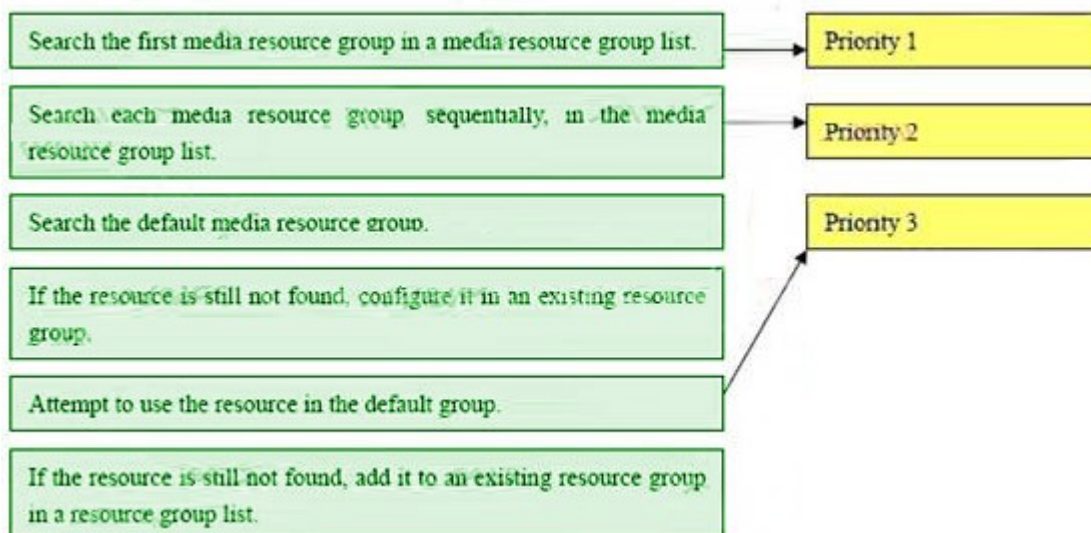 Search the first media resource group in a media resource group list.
Priority 1
Search each media resource group sequentially, in the media
resource group list.
Priority 2
Search the default media resource group.
Priority 3
If the resource is still not found, configure it in an existing resource
group.
Attempt to use the resource in the default group.
If the resource is still not found, add it to an existing resource group
in a resource group list.